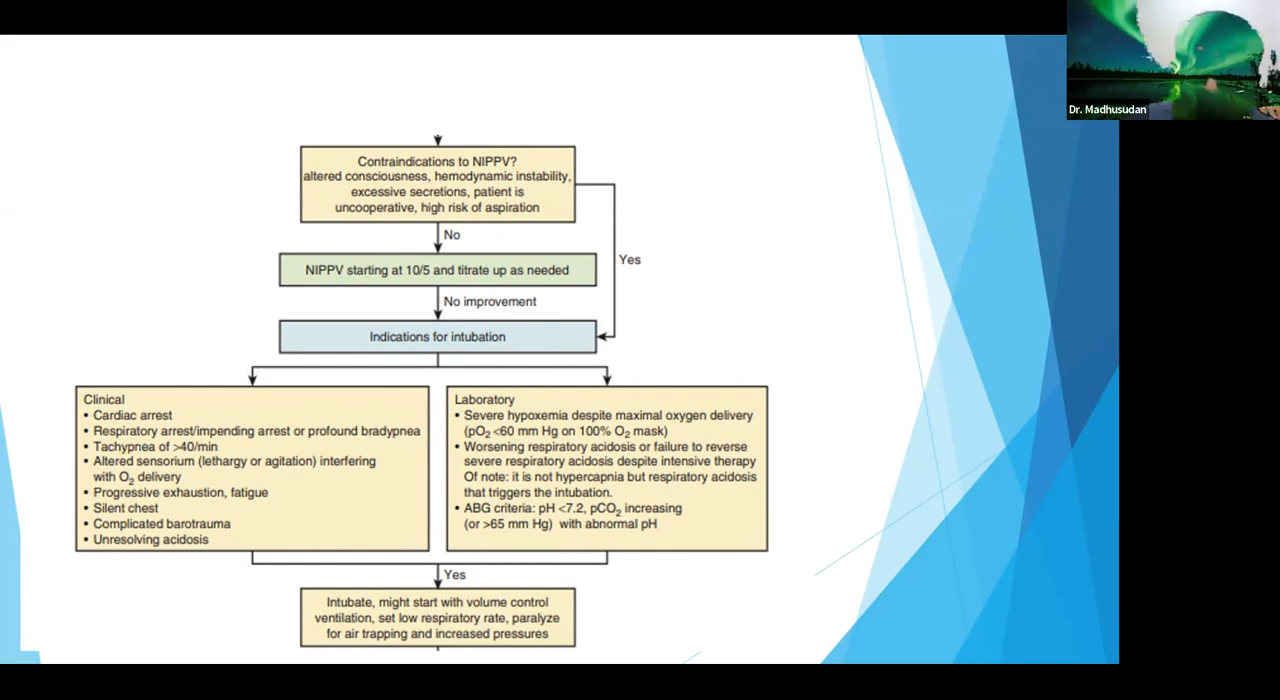 Dr. Madhusudan
Contraindications to NIPPV?
altered consciousness, hemodynamic instability,
excessive secretions, patient is
uncooperative, high risk of aspiration
No
Yes
NIPPV starting at 10/5 and titrate up as needed
No improvement
Indications for intubation
Clinical
• Cardiac arrest
• Respiratory arrest/impending arrest or profound bradypnea
• Tachypnea of >40/min
• Altered sensorium (lethargy or agitation) interfering
with O2 delivery
• Progressive exhaustion, fatigue
• Silent chest
• Complicated barotrauma
• Unresolving acidosis
Laboratory
• Severe hypoxemia despite maximal oxygen delivery
(pO2 <60 mm Hg on 100% O2 mask)
• Worsening respiratory acidosis or failure to reverse
severe respiratory acidosis despite intensive therapy
Of note: it is not hypercapnia but respiratory acidosis
that triggers the intubation.
• ABG criteria: pH <7.2, pCO2 increasing
(or >65 mm Hg) with abnormal pH
Yes
Intubate, might start with volume control
ventilation, set low respiratory rate, paralyze
for air trapping and increased pressures